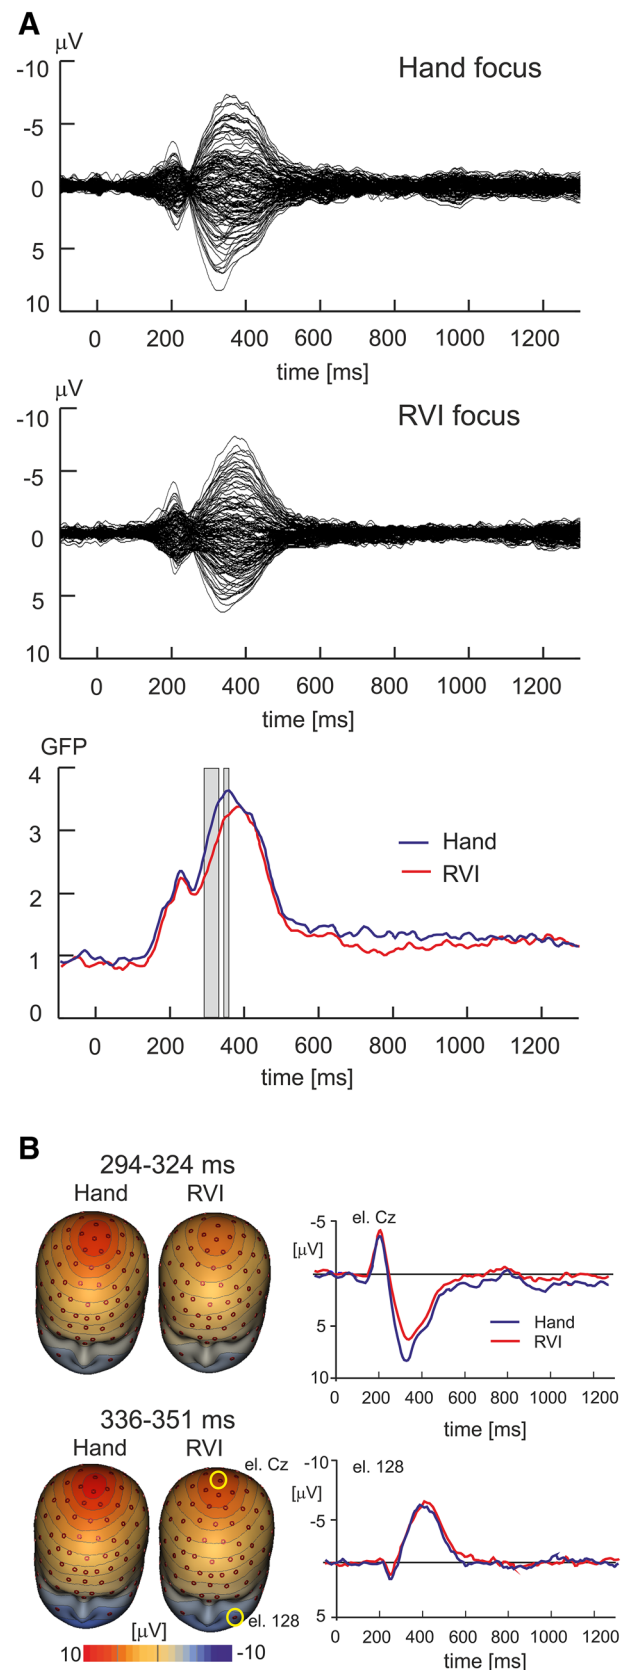 A
μV
Hand focus
-10
-5
0
5
10
0 200 400 600 800 1000 1200
time [ms]
μV
RVI focus
-10
-5
0
5
10
0 200 400 600 800 1000 1200
time [ms]
GFP
4
3
2
1
0
Hand
RVI
0 200 400 600 800 1000 1200
time [ms]
B
294-324 ms
Hand RVI
el. Cz
-5
[μV]
0
5
10
Hand
RVI
0 200 400 600 800 1000 1200
time [ms]
336-351 ms
Hand RVI
el. Cz
el. 128
[μV]
10 -10
-10
el. 128
[μV]
-5
0
5
0 200 400 600 800 1000 1200
time [ms]